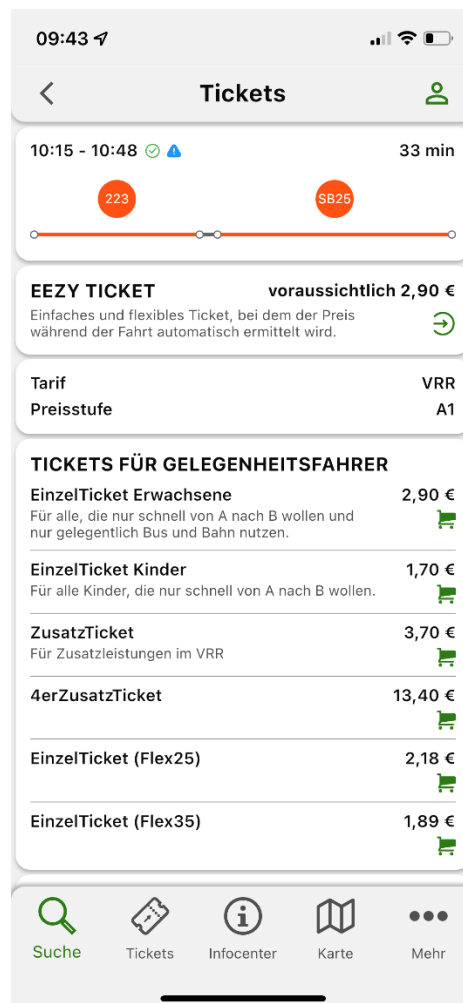 09:43
Tickets
10:15 - 10:48 33 min
223 SB25
EEZY TICKET voraussichtlich 2,90 €
Einfaches und flexibles Ticket, bei dem der Preis
während der Fahrt automatisch ermittelt wird.
Tarif VRR
Preisstufe A1
TICKETS FÜR GELEGENHEITSFAHRER
EinzelTicket Erwachsene 2,90 €
Für alle, die nur schnell von A nach B wollen und
nur gelegentlich Bus und Bahn nutzen.
EinzelTicket Kinder 1,70 €
Für alle Kinder, die nur schnell von A nach B wollen.
ZusatzTicket 3,70 €
Für Zusatzleistungen im VRR
4erZusatzTicket 13,40 €
EinzelTicket (Flex25) 2,18 €
EinzelTicket (Flex35) 1,89 €
Suche Tickets Infocenter Karte Mehr